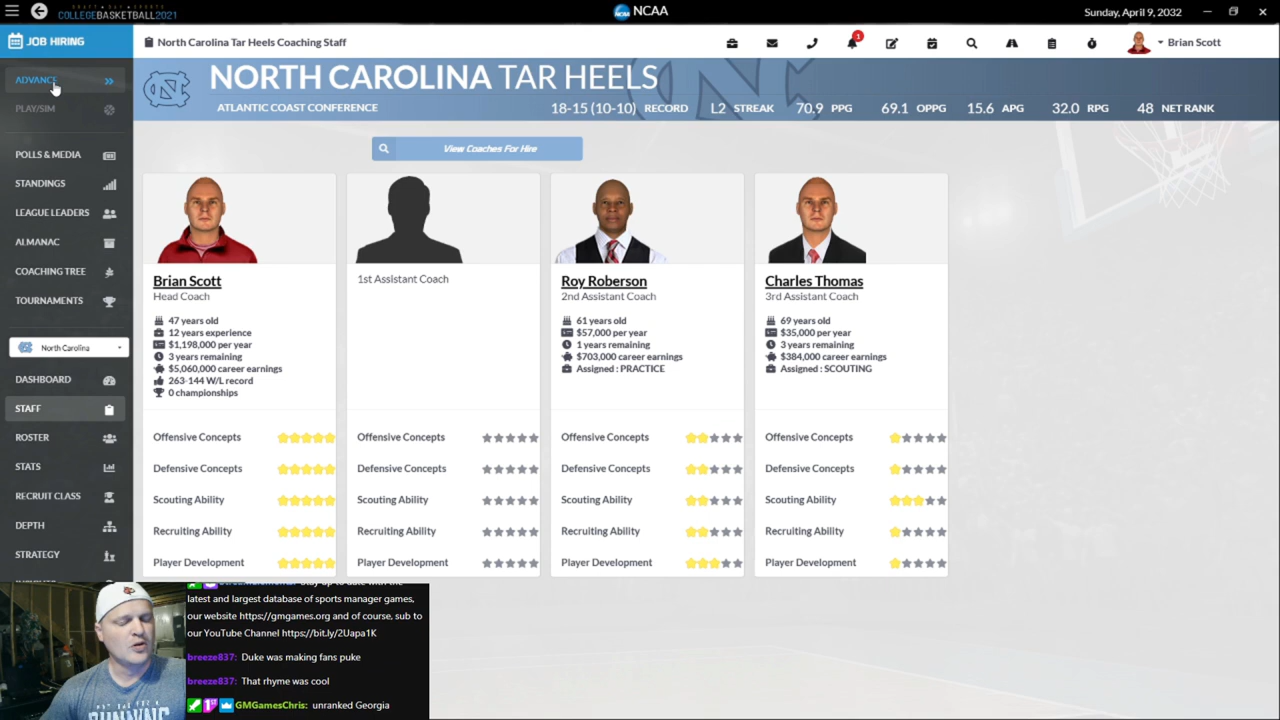 DRAFT DAY SPORTS
COLLEGEBASKETBALL2021
NCAA
Sunday, April 9, 2032
JOB HIRING
North Carolina Tar Heels Coaching Staff
1
Brian Scott
ADVANCE
PLAY/SIM
POLLS & MEDIA
STANDINGS
LEAGUE LEADERS
ALMANAC
COACHING TREE
TOURNAMENTS
North Carolina
DASHBOARD
STAFF
ROSTER
STATS
RECRUIT CLASS
DEPTH
STRATEGY
NORTH CAROLINA TAR HEELS
ATLANTIC COAST CONFERENCE
18-15 (10-10) RECORD L2 STREAK 70.9 PPG 69.1 OPPG 15.6 APG 32.0 RPG 48 NET RANK
View Coaches For Hire
Brian Scott
Head Coach
47 years old
12 years experience
$1,198,000 per year
3 years remaining
$5,060,000 career earnings
263-144 W/L record
0 championships
Offensive Concepts
Defensive Concepts
Scouting Ability
Recruiting Ability
Player Development
1st Assistant Coach
Offensive Concepts
Defensive Concepts
Scouting Ability
Recruiting Ability
Player Development
Roy Roberson
2nd Assistant Coach
61 years old
$57,000 per year
1 years remaining
$703,000 career earnings
Assigned : PRACTICE
Offensive Concepts
Defensive Concepts
Scouting Ability
Recruiting Ability
Player Development
Charles Thomas
3rd Assistant Coach
69 years old
$35,000 per year
3 years remaining
$384,000 career earnings
Assigned : SCOUTING
Offensive Concepts
Defensive Concepts
Scouting Ability
Recruiting Ability
Player Development
latest and largest database of sports manager games,
our website https://gmgames.org and of course, sub to
our YouTube Channel https://bit.ly/2Uapa1K
breeze837: Duke was making fans puke
breeze837: That rhyme was cool
GMGamesChris: unranked Georgia